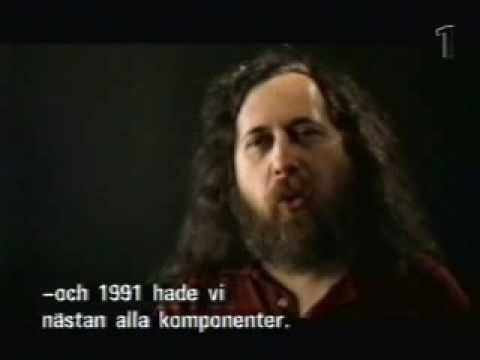 1
–och 1991 hade vi
nästan alla komponenter.